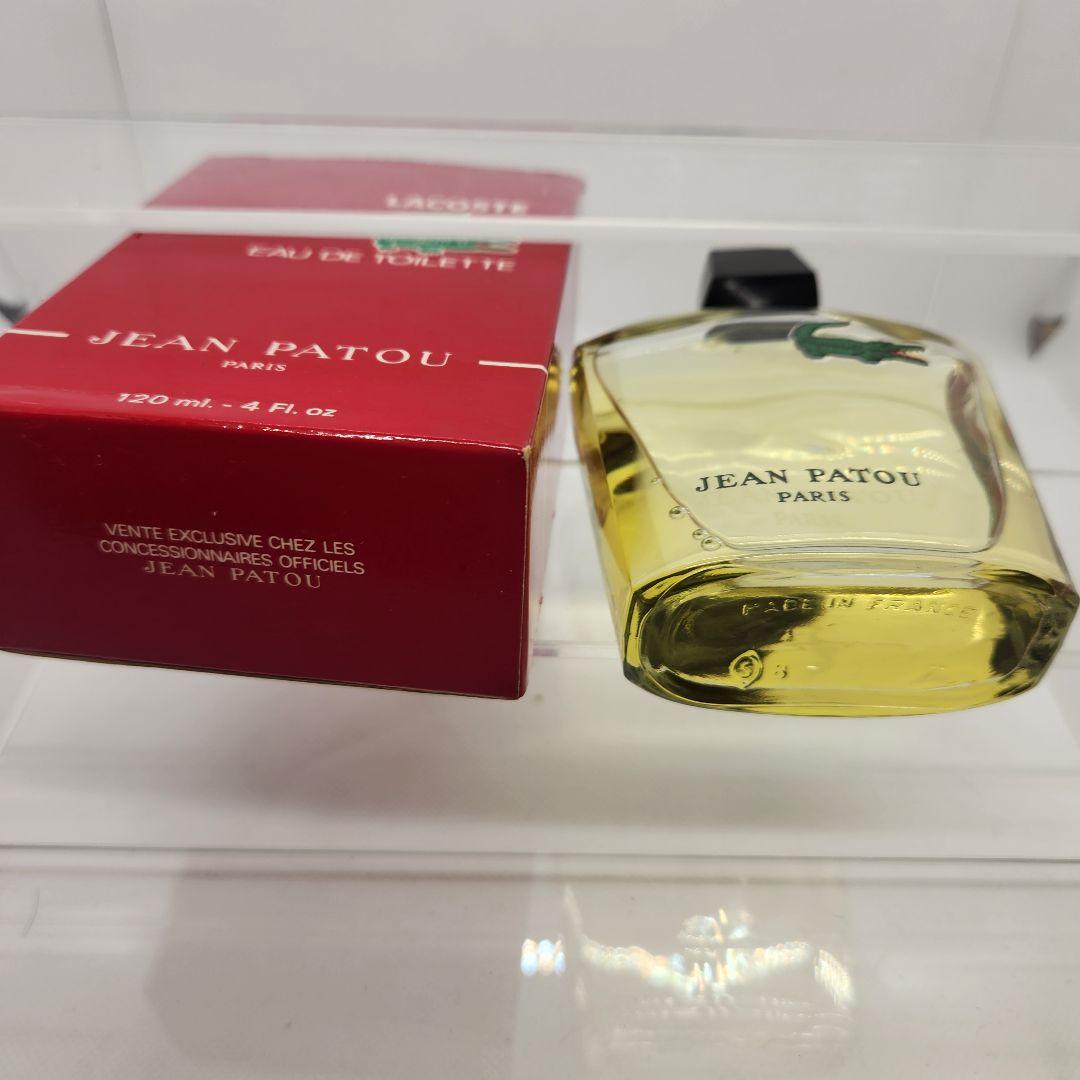 LACOSTE
EAU DE TOILETTE
JEAN PATOU
PARIS
120 ml. - 4 Fl. oz
VENTE EXCLUSIVE CHEZ LES
CONCESSIONNAIRES OFFICIELS
JEAN PATOU
JEAN PATOU
PARIS
MADE IN FRANCE